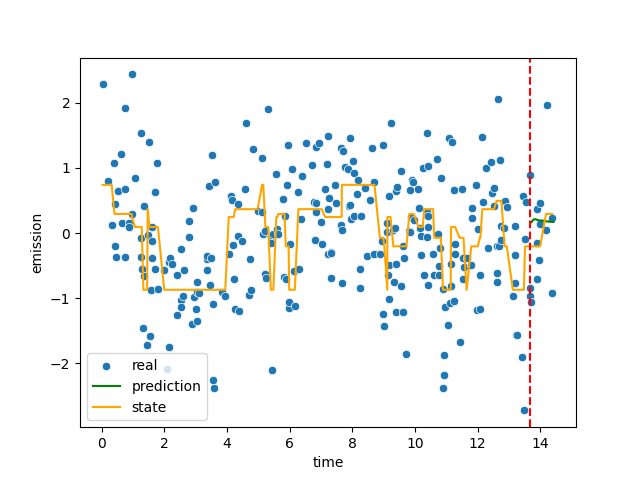 2
1
0
−1
−2
emission
real
prediction
state
0 2 4 6 8 10 12 14
time